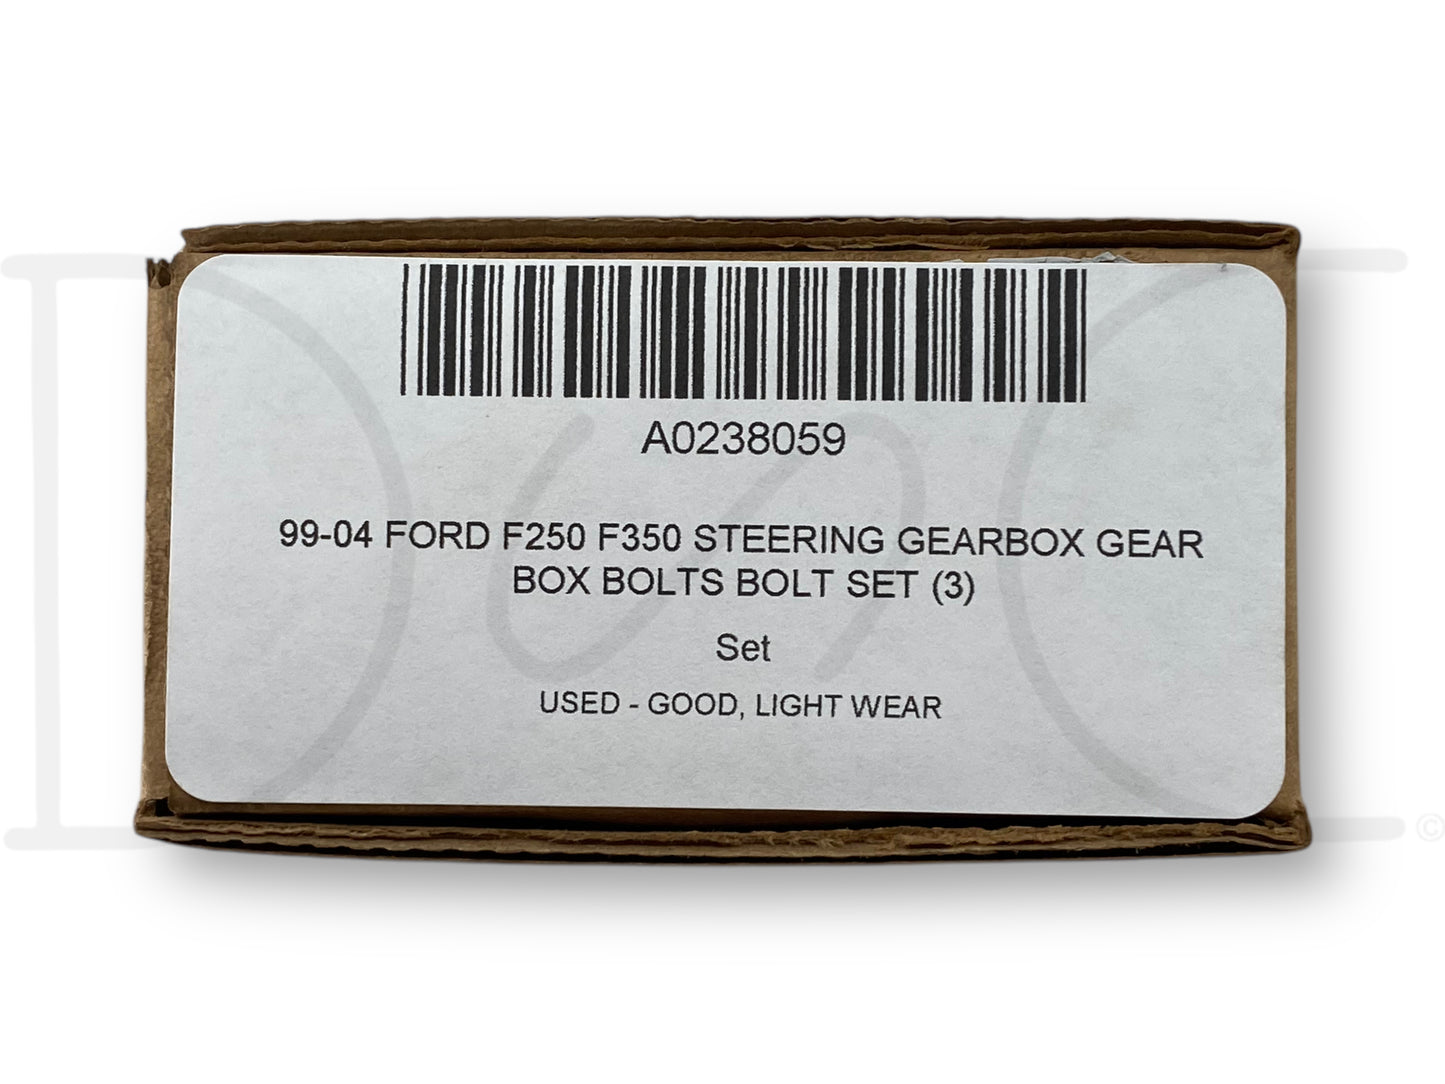 A0238059
99-04 FORD F250 F350 STEERING GEARBOX GEAR
BOX BOLTS BOLT SET (3)
Set
USED - GOOD, LIGHT WEAR
©